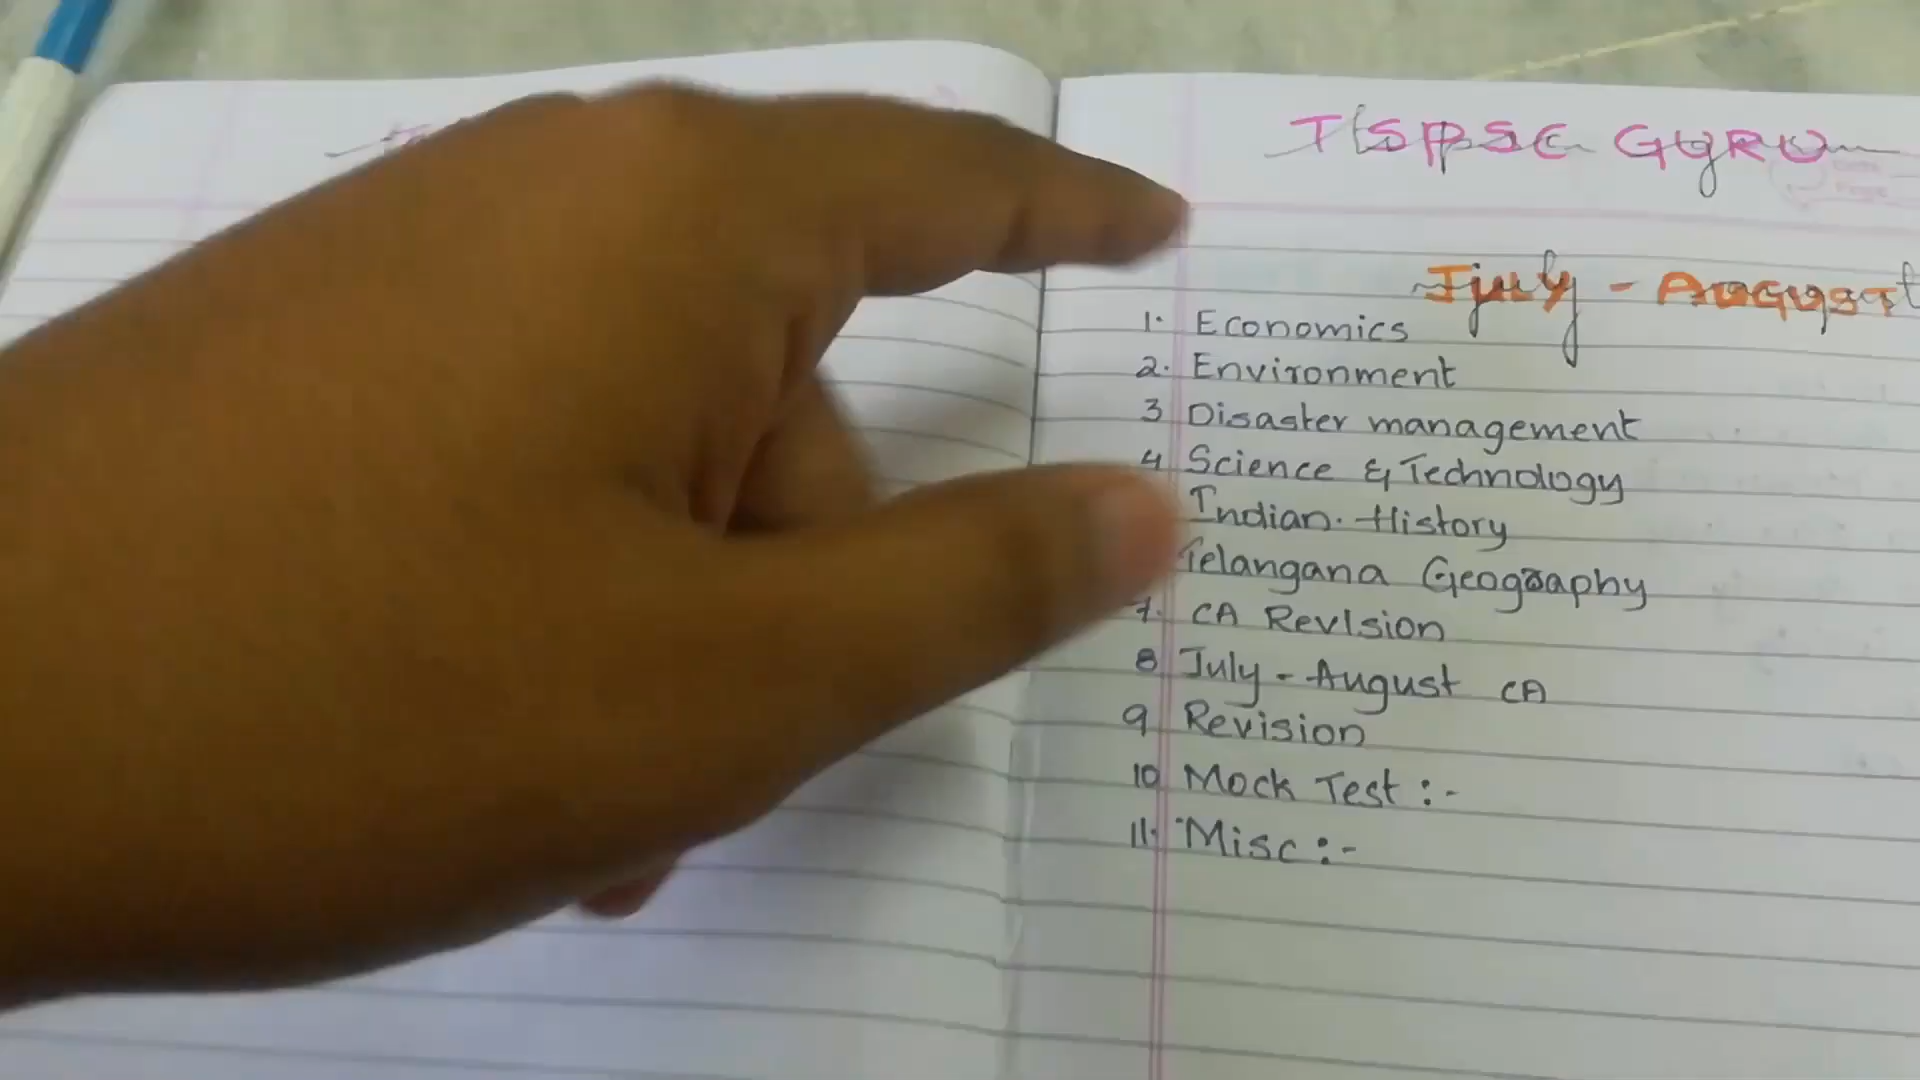 TSPSC GURU
July - August
1. Economics
2. Environment
3 Disaster management
4 Science & Technology
Indian. History
Telangana Geography
7. CA Revision
8 July - August CA
9 Revision
10 Mock Test :-
11. Misc :-